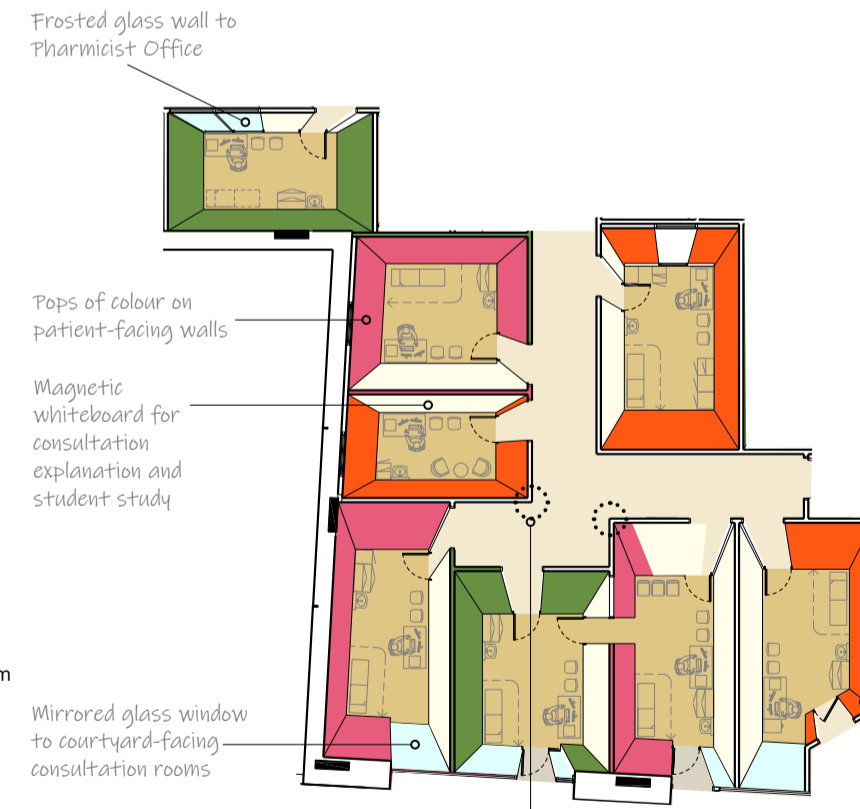 Frosted glass wall to
Pharmicist Office
Pops of colour on
patient-facing walls
Magnetic
whiteboard for
consultation
explanation and
student study
m
Mirrored glass window
to courtyard-facing
consultation rooms